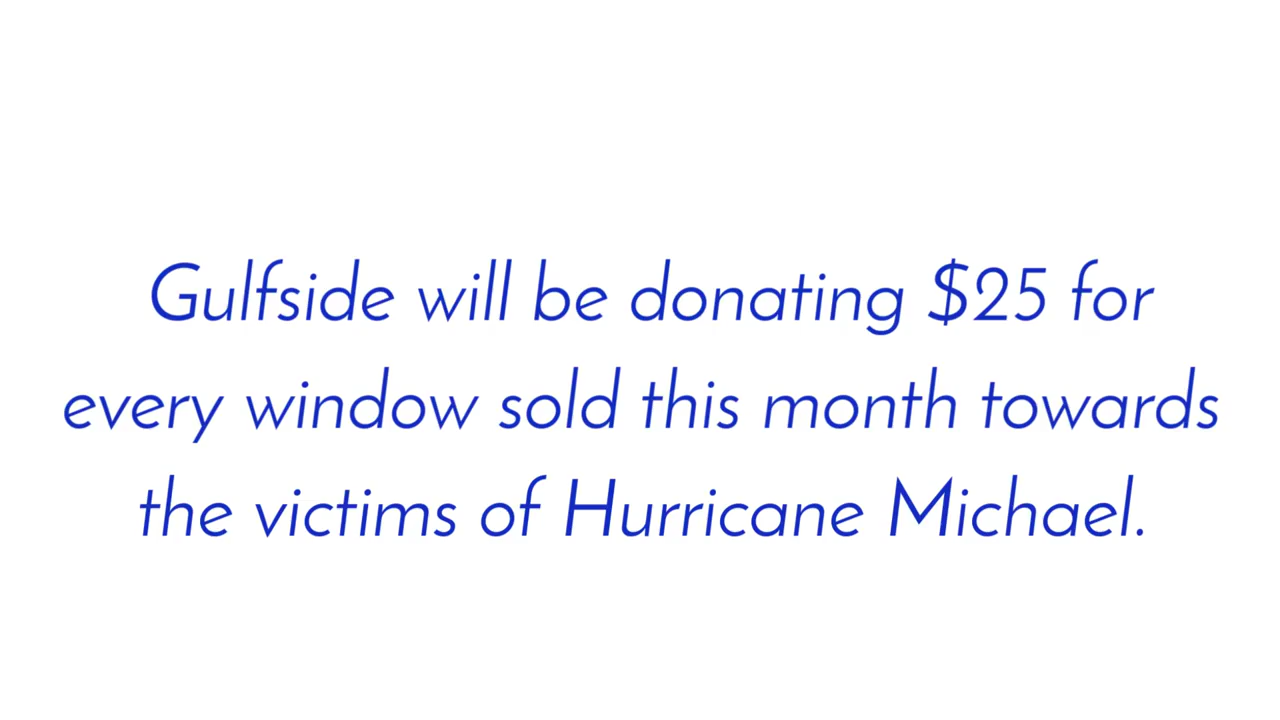 Gulfside will be donating $25 for
every window sold this month towards
the victims of Hurricane Michael.